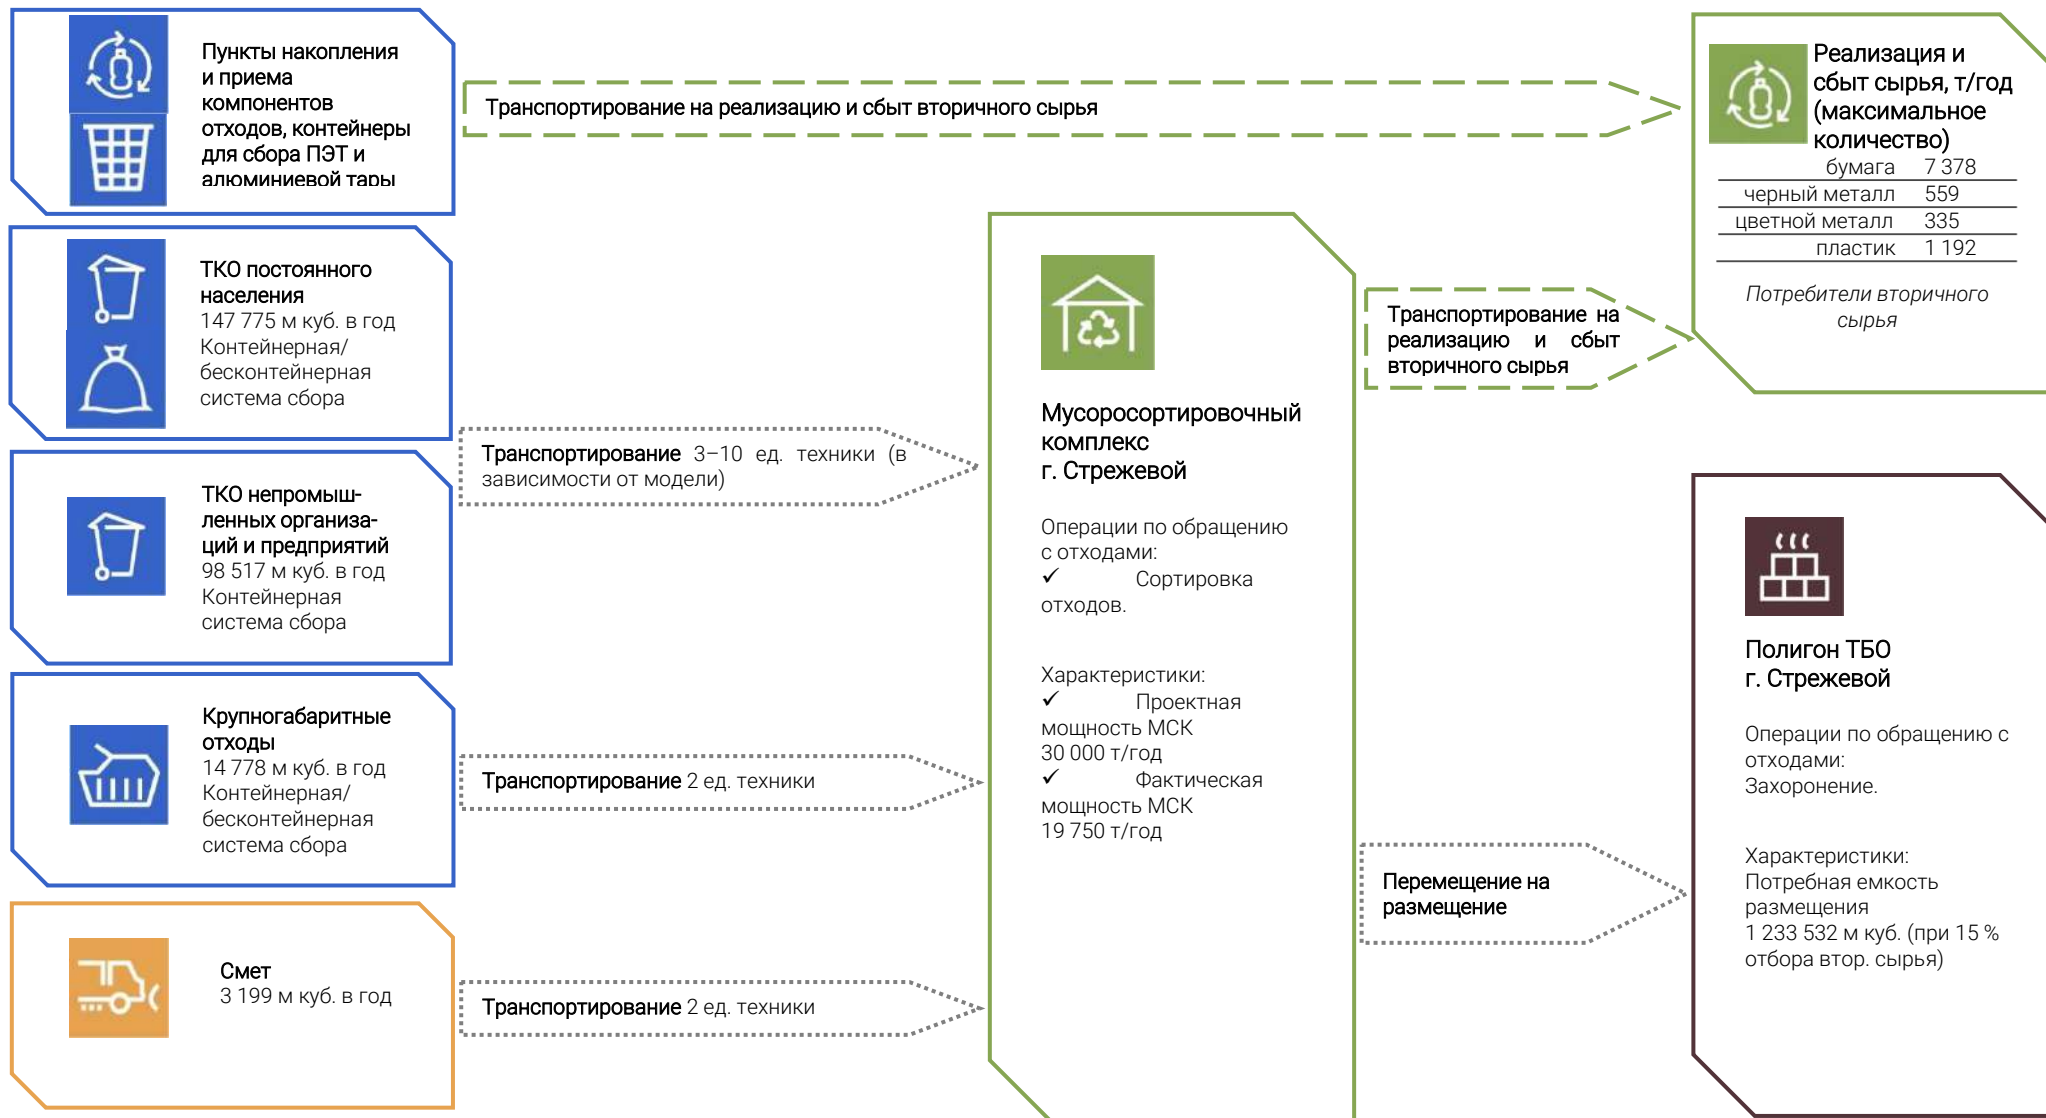 Пункты накопления
и приема
компонентов
отходов, контейнеры
для сбора ПЭТ и
алюминиевой тары
Транспортирование на реализацию и сбыт вторичного сырья
Реализация и
сбыт сырья, т/год
(максимальное
количество)
бумага 7 378
черный металл 559
цветной металл 335
пластик 1 192
Потребители вторичного
сырья
ТКО постоянного
населения
147 775 м куб. в год
Контейнерная/
бесконтейнерная
система сбора
ТКО непромыш-
ленных организа-
ций и предприятий
98 517 м куб. в год
Контейнерная
система сбора
Транспортирование 3–10 ед. техники (в
зависимости от модели)
Крупногабаритные
отходы
14 778 м куб. в год
Контейнерная/
бесконтейнерная
система сбора
Транспортирование 2 ед. техники
Смет
3 199 м куб. в год
Транспортирование 2 ед. техники
Мусоросортировочный
комплекс
г. Стрежевой
Операции по обращению
с отходами:
✓ Сортировка
отходов.
Характеристики:
✓ Проектная
мощность МСК
30 000 т/год
✓ Фактическая
мощность МСК
19 750 т/год
Транспортирование на
реализацию и сбыт
вторичного сырья
Перемещение на
размещение
Полигон ТБО
г. Стрежевой
Операции по обращению с
отходами:
Захоронение.
Характеристики:
Потребная емкость
размещения
1 233 532 м куб. (при 15 %
отбора втор. сырья)